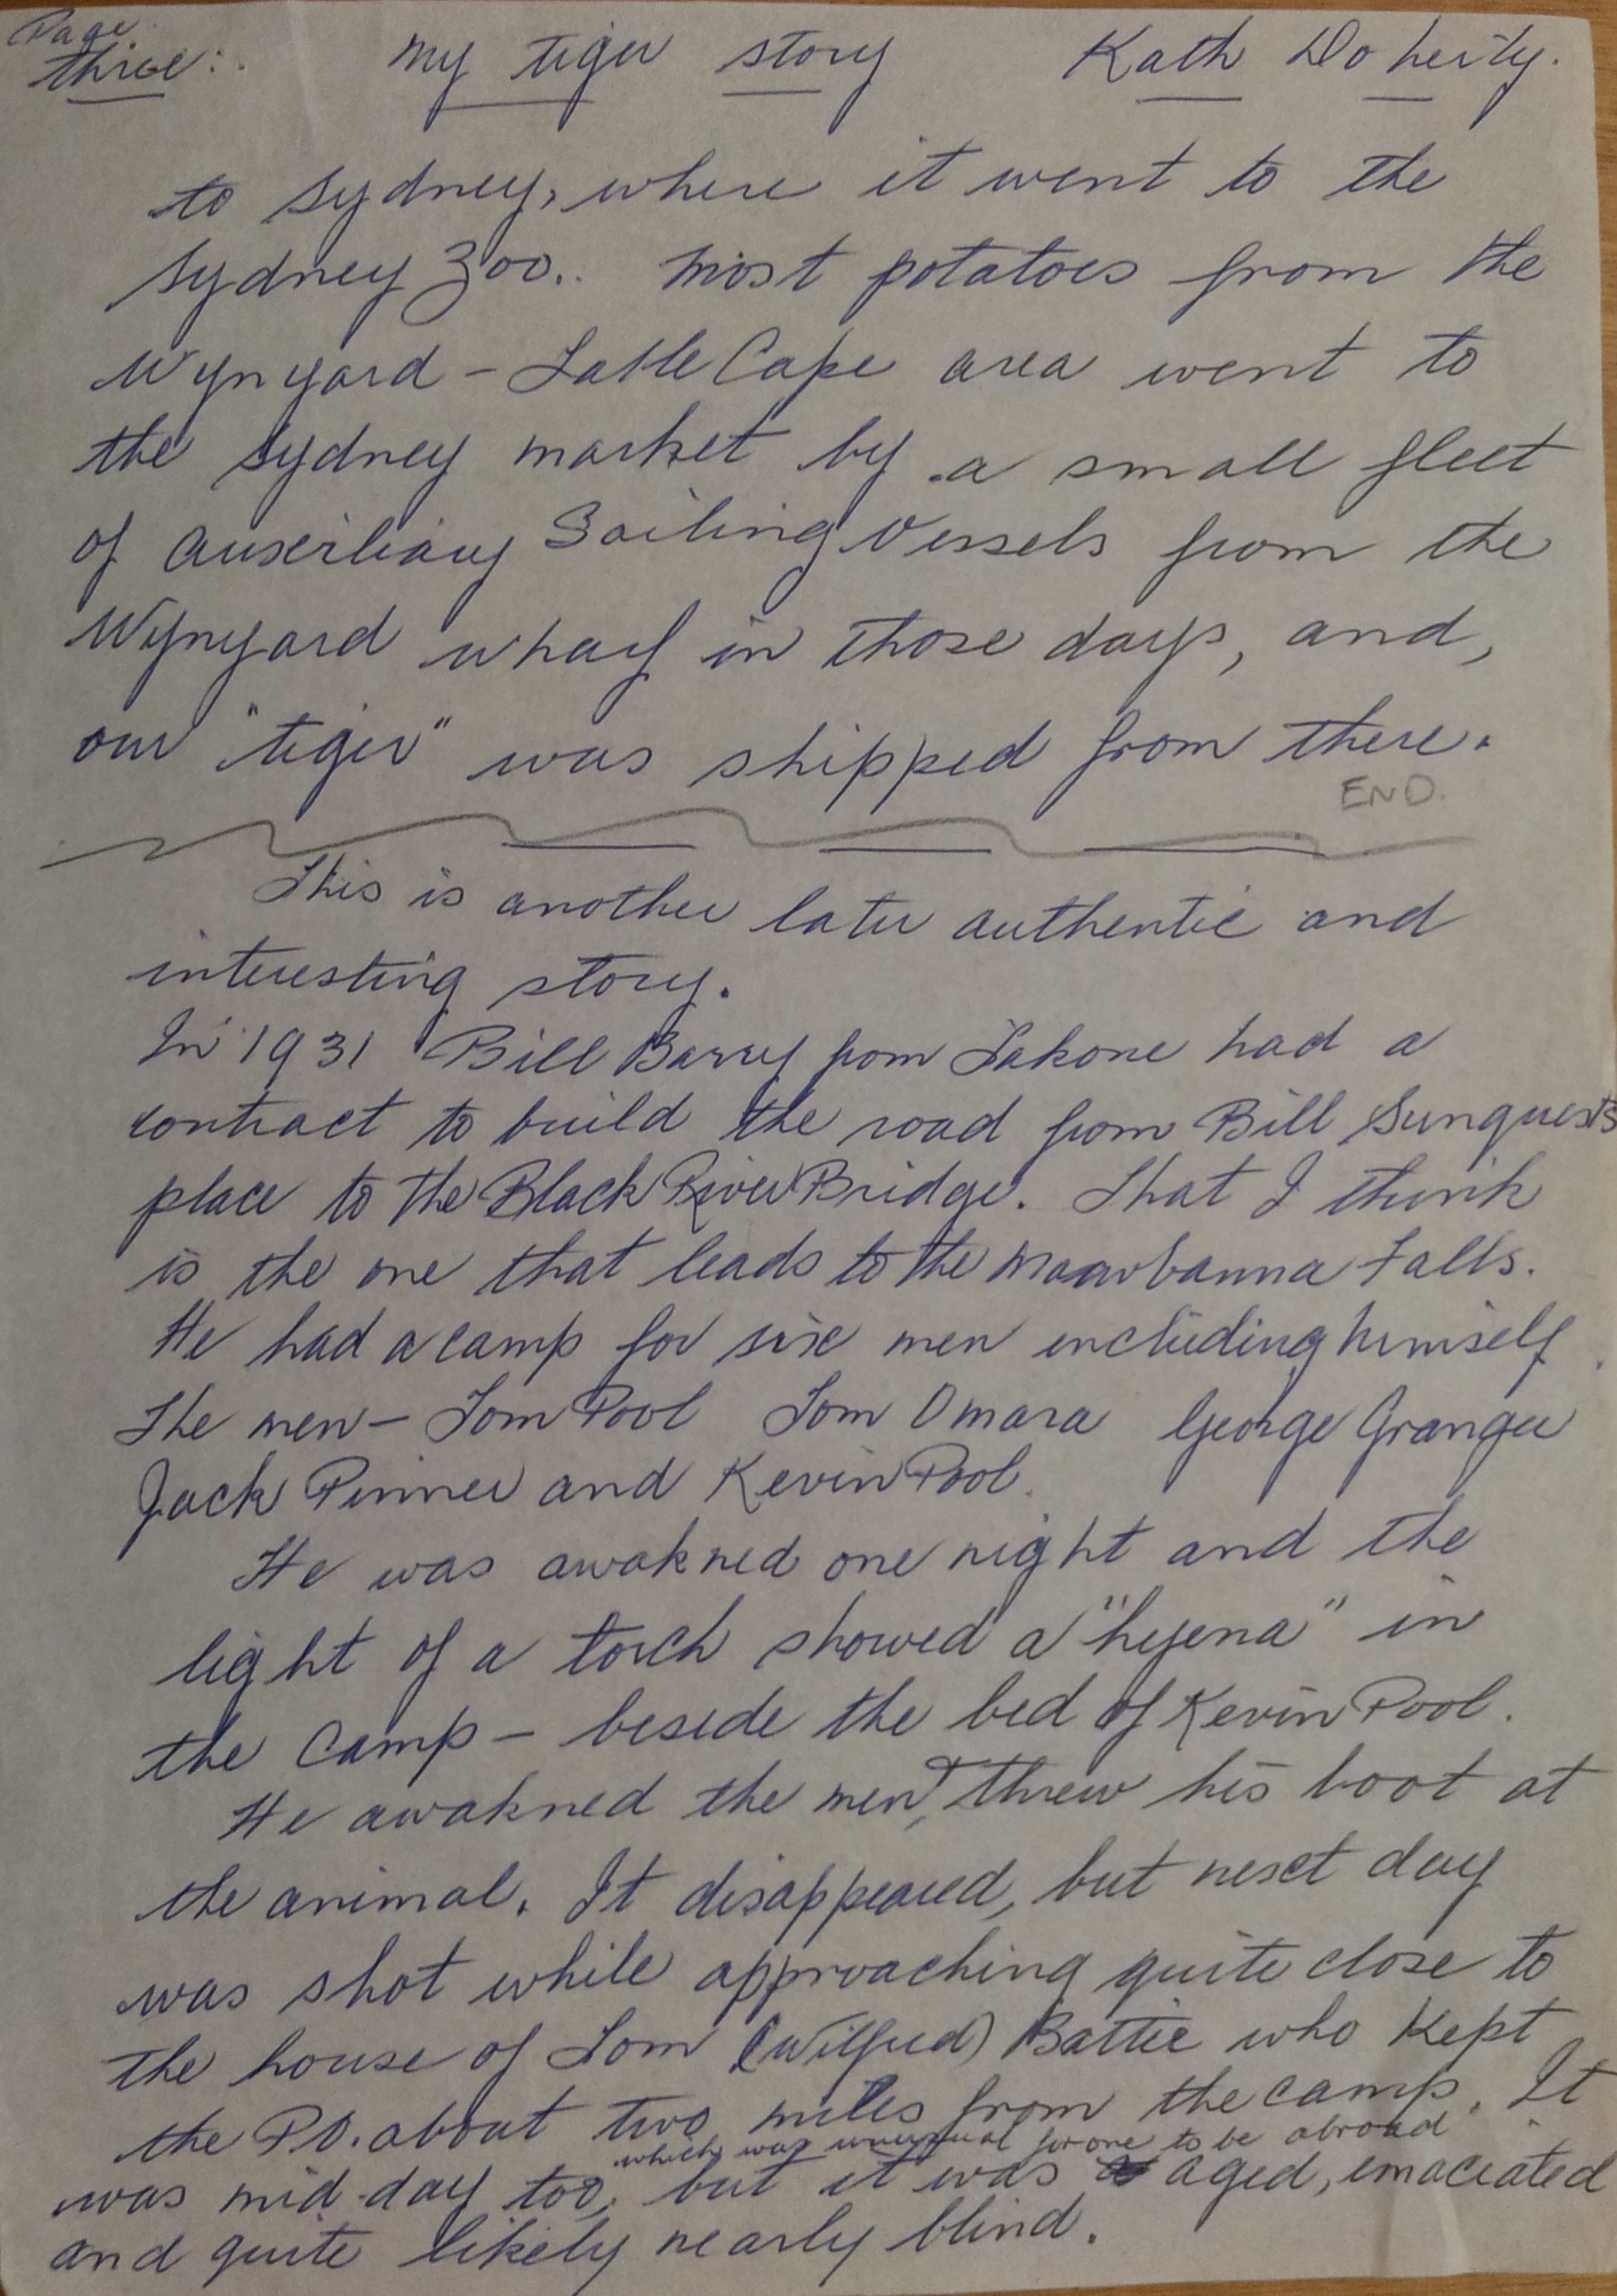 Page
three:. My tiger story Kath Doherty.
to Sydney, where it went to the
Sydney Zoo.. Most potatoes from the
Wynyard - Table Cape area went to
the Sydney market by a small fleet
of auxiliary Sailing Vessels from the
Wynyard wharf in those days, and,
our "tiger" was shipped from there.
END.
This is another later authentic and
interesting story.
In 1931 Bill Barry from Takone had a
contract to build the road from Bill Sunquests
place to the Black River Bridge. That I think
is the one that leads to the Mawbanna Falls.
He had a camp for six men including himself.
The men - Tom Pool Tom Omara George Granger
Jack Pinner and Kevin Pool.
He was awakned one night and the
light of a torch showed a "hyena" in
the camp - beside the bed of Kevin Pool.
He awakned the men, & threw his boot at
the animal. It disappeared, but next day
was shot while approaching quite close to
the house of Tom (Wilfred) Battie who kept
the P.O. about two miles from the camp. It
which was unusual for one to be abroad
was mid-day too, but it was aged, emaciated
and quite likely nearly blind.